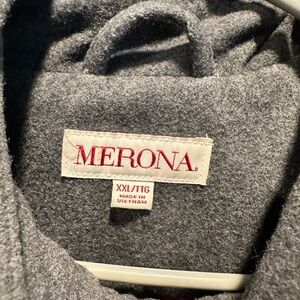 MERONA.
XXL/TTG
MADE IN
VIETNAM